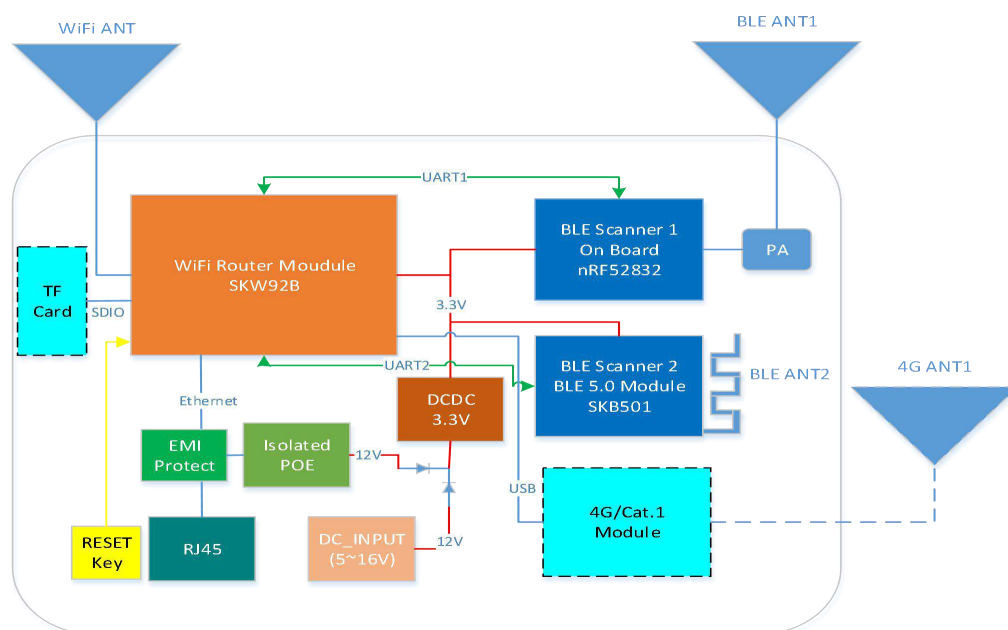 WiFi ANT
BLE ANT1
UART1
WiFi Router Moudule
SKW92B
BLE Scanner 1
On Board
nRF52832
PA
TF
Card
SDIO
3.3V
UART2
BLE Scanner 2
BLE 5.0 Module
SKB501
BLE ANT2
4G ANT1
Ethernet
DCDC
3.3V
EMI
Protect
Isolated
POE
12V
USB
4G/Cat.1
Module
RESET
Key
RJ45
DC_INPUT
(5~16V)
12V